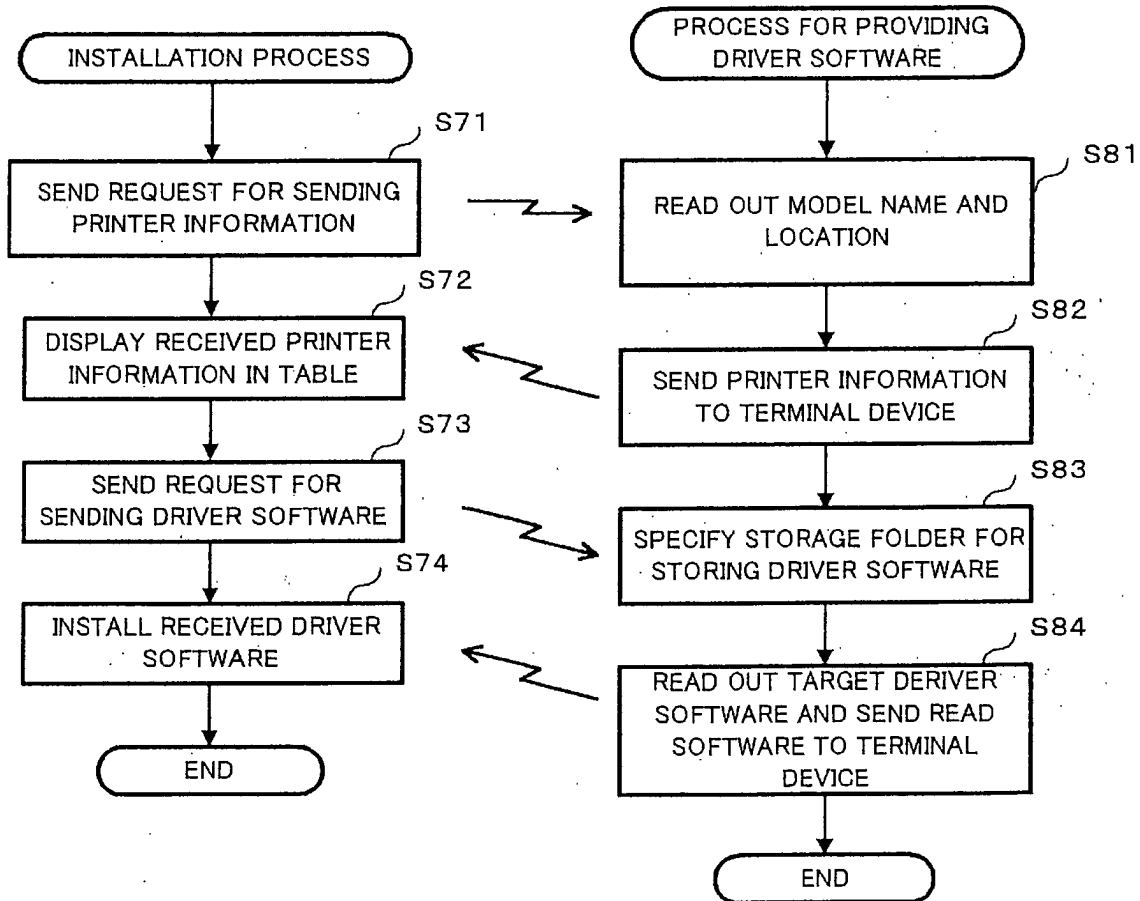 INSTALLATION PROCESS
S71
SEND REQUEST FOR SENDING
PRINTER INFORMATION
S72
DISPLAY RECEIVED PRINTER
INFORMATION IN TABLE
S73
SEND REQUEST FOR
SENDING DRIVER SOFTWARE
S74
INSTALL RECEIVED DRIVER
SOFTWARE
END
PROCESS FOR PROVIDING
DRIVER SOFTWARE
S81
READ OUT MODEL NAME AND
LOCATION
S82
SEND PRINTER INFORMATION
TO TERMINAL DEVICE
S83
SPECIFY STORAGE FOLDER FOR
STORING DRIVER SOFTWARE
S84
READ OUT TARGET DERIVER
SOFTWARE AND SEND READ
SOFTWARE TO TERMINAL
DEVICE
END